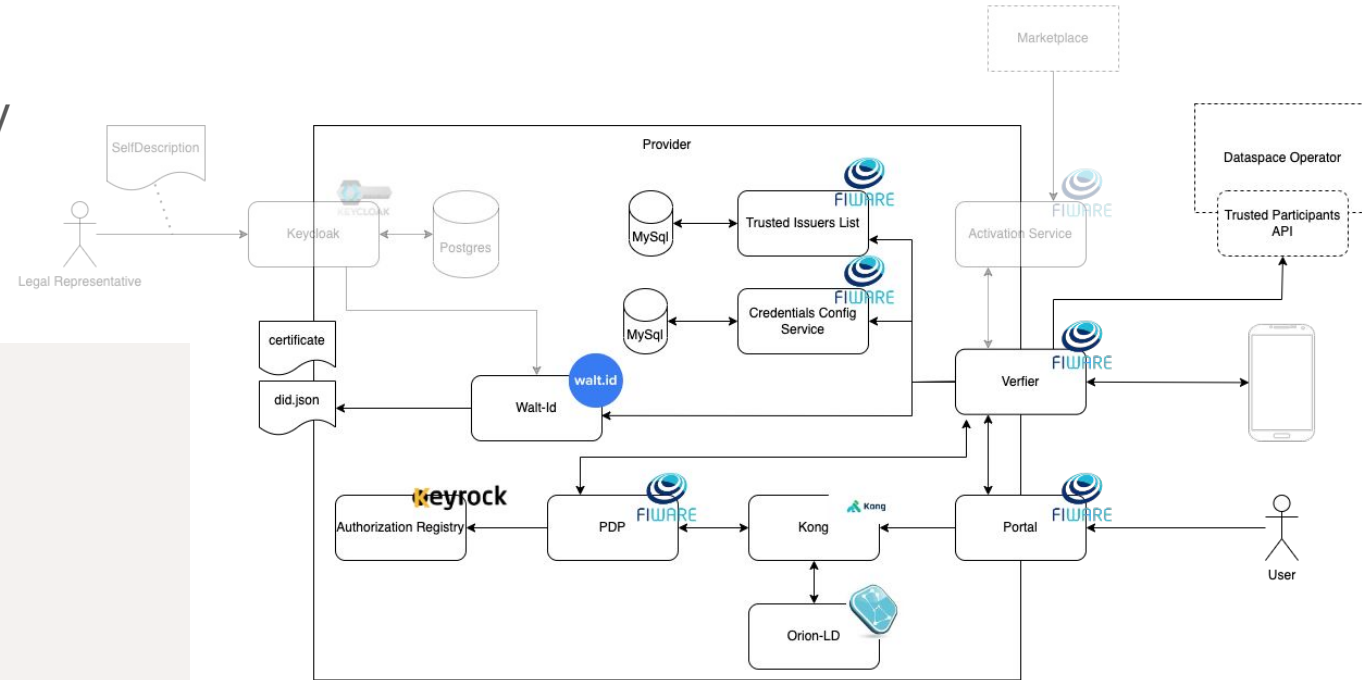 Marketplace
y
SelfDescription
Provider
Dataspace Operator
FIWARE
FIWARE
KEYCLOAK
Trusted Participants
API
MySql
Trusted Issuers List
Keycloak
Postgres
Activation Service
Legal Representative
FIWARE
Credentials Config
Service
MySql
certificate
FIWARE
walt.id
Verfier
did.json
Walt-Id
keyrock
FIWARE
Kong
FIWARE
Authorization Registry
PDP
Kong
Portal
User
Orion-LD